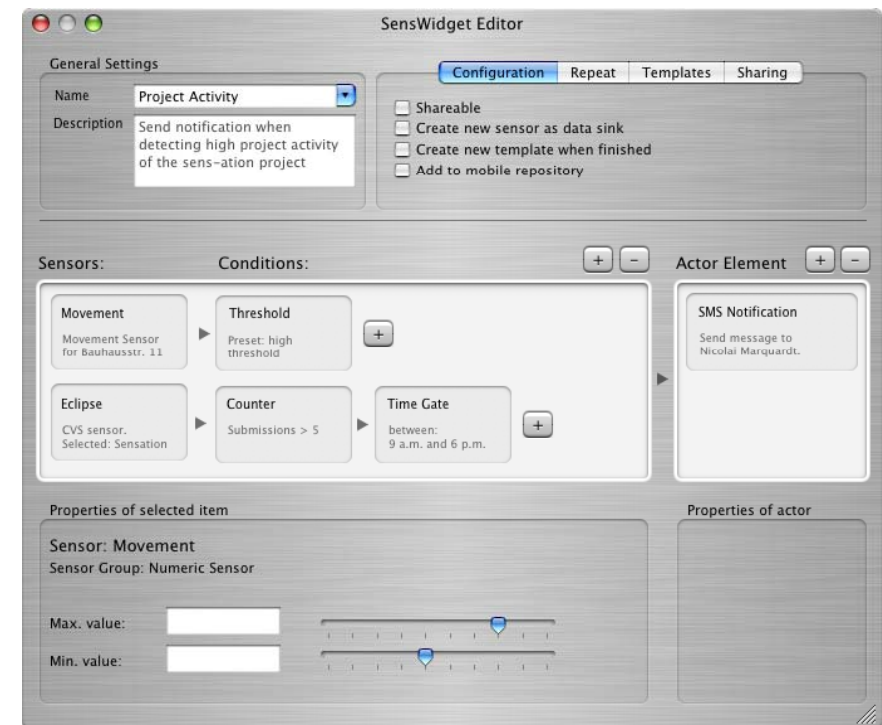 SensWidget Editor
General Settings
Name
Project Activity
Description
Send notification when
detecting high project activity
of the sens-ation project
Configuration
Repeat
Templates
Sharing
Shareable
Create new sensor as data sink
Create new template when finished
Add to mobile repository
Sensors:
Conditions:
+
-
Actor Element
+
-
Movement
Movement Sensor
for Bauhausstr. 11
Threshold
Preset: high
threshold
+
Eclipse
CVS sensor.
Selected: Sensation
Counter
Submissions > 5
Time Gate
between:
9 a.m. and 6 p.m.
+
SMS Notification
Send message to
Nicolai Marquardt.
Properties of selected item
Sensor: Movement
Sensor Group: Numeric Sensor
Max. value:
Min. value:
Properties of actor